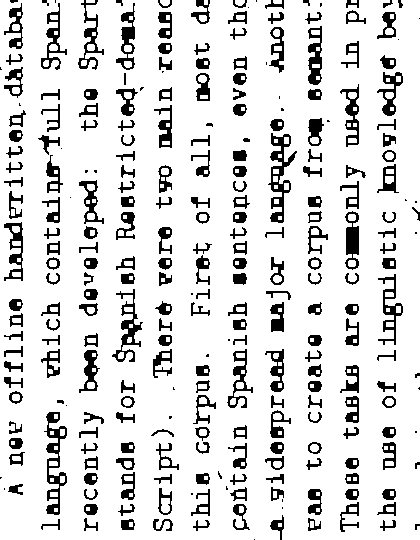 A new offline handwritten databa
language, which contains full Span
recently been developed: the Spart
stands for Spanish Restricted-doma
Script). There were two main reaso
this corpus. First of all, most da
contain Spanish sentences, even tho
a widespread major language. Anoth
was to create a corpus from semant
These tasks are commonly used in pr
the use of linguistic knowledge bey